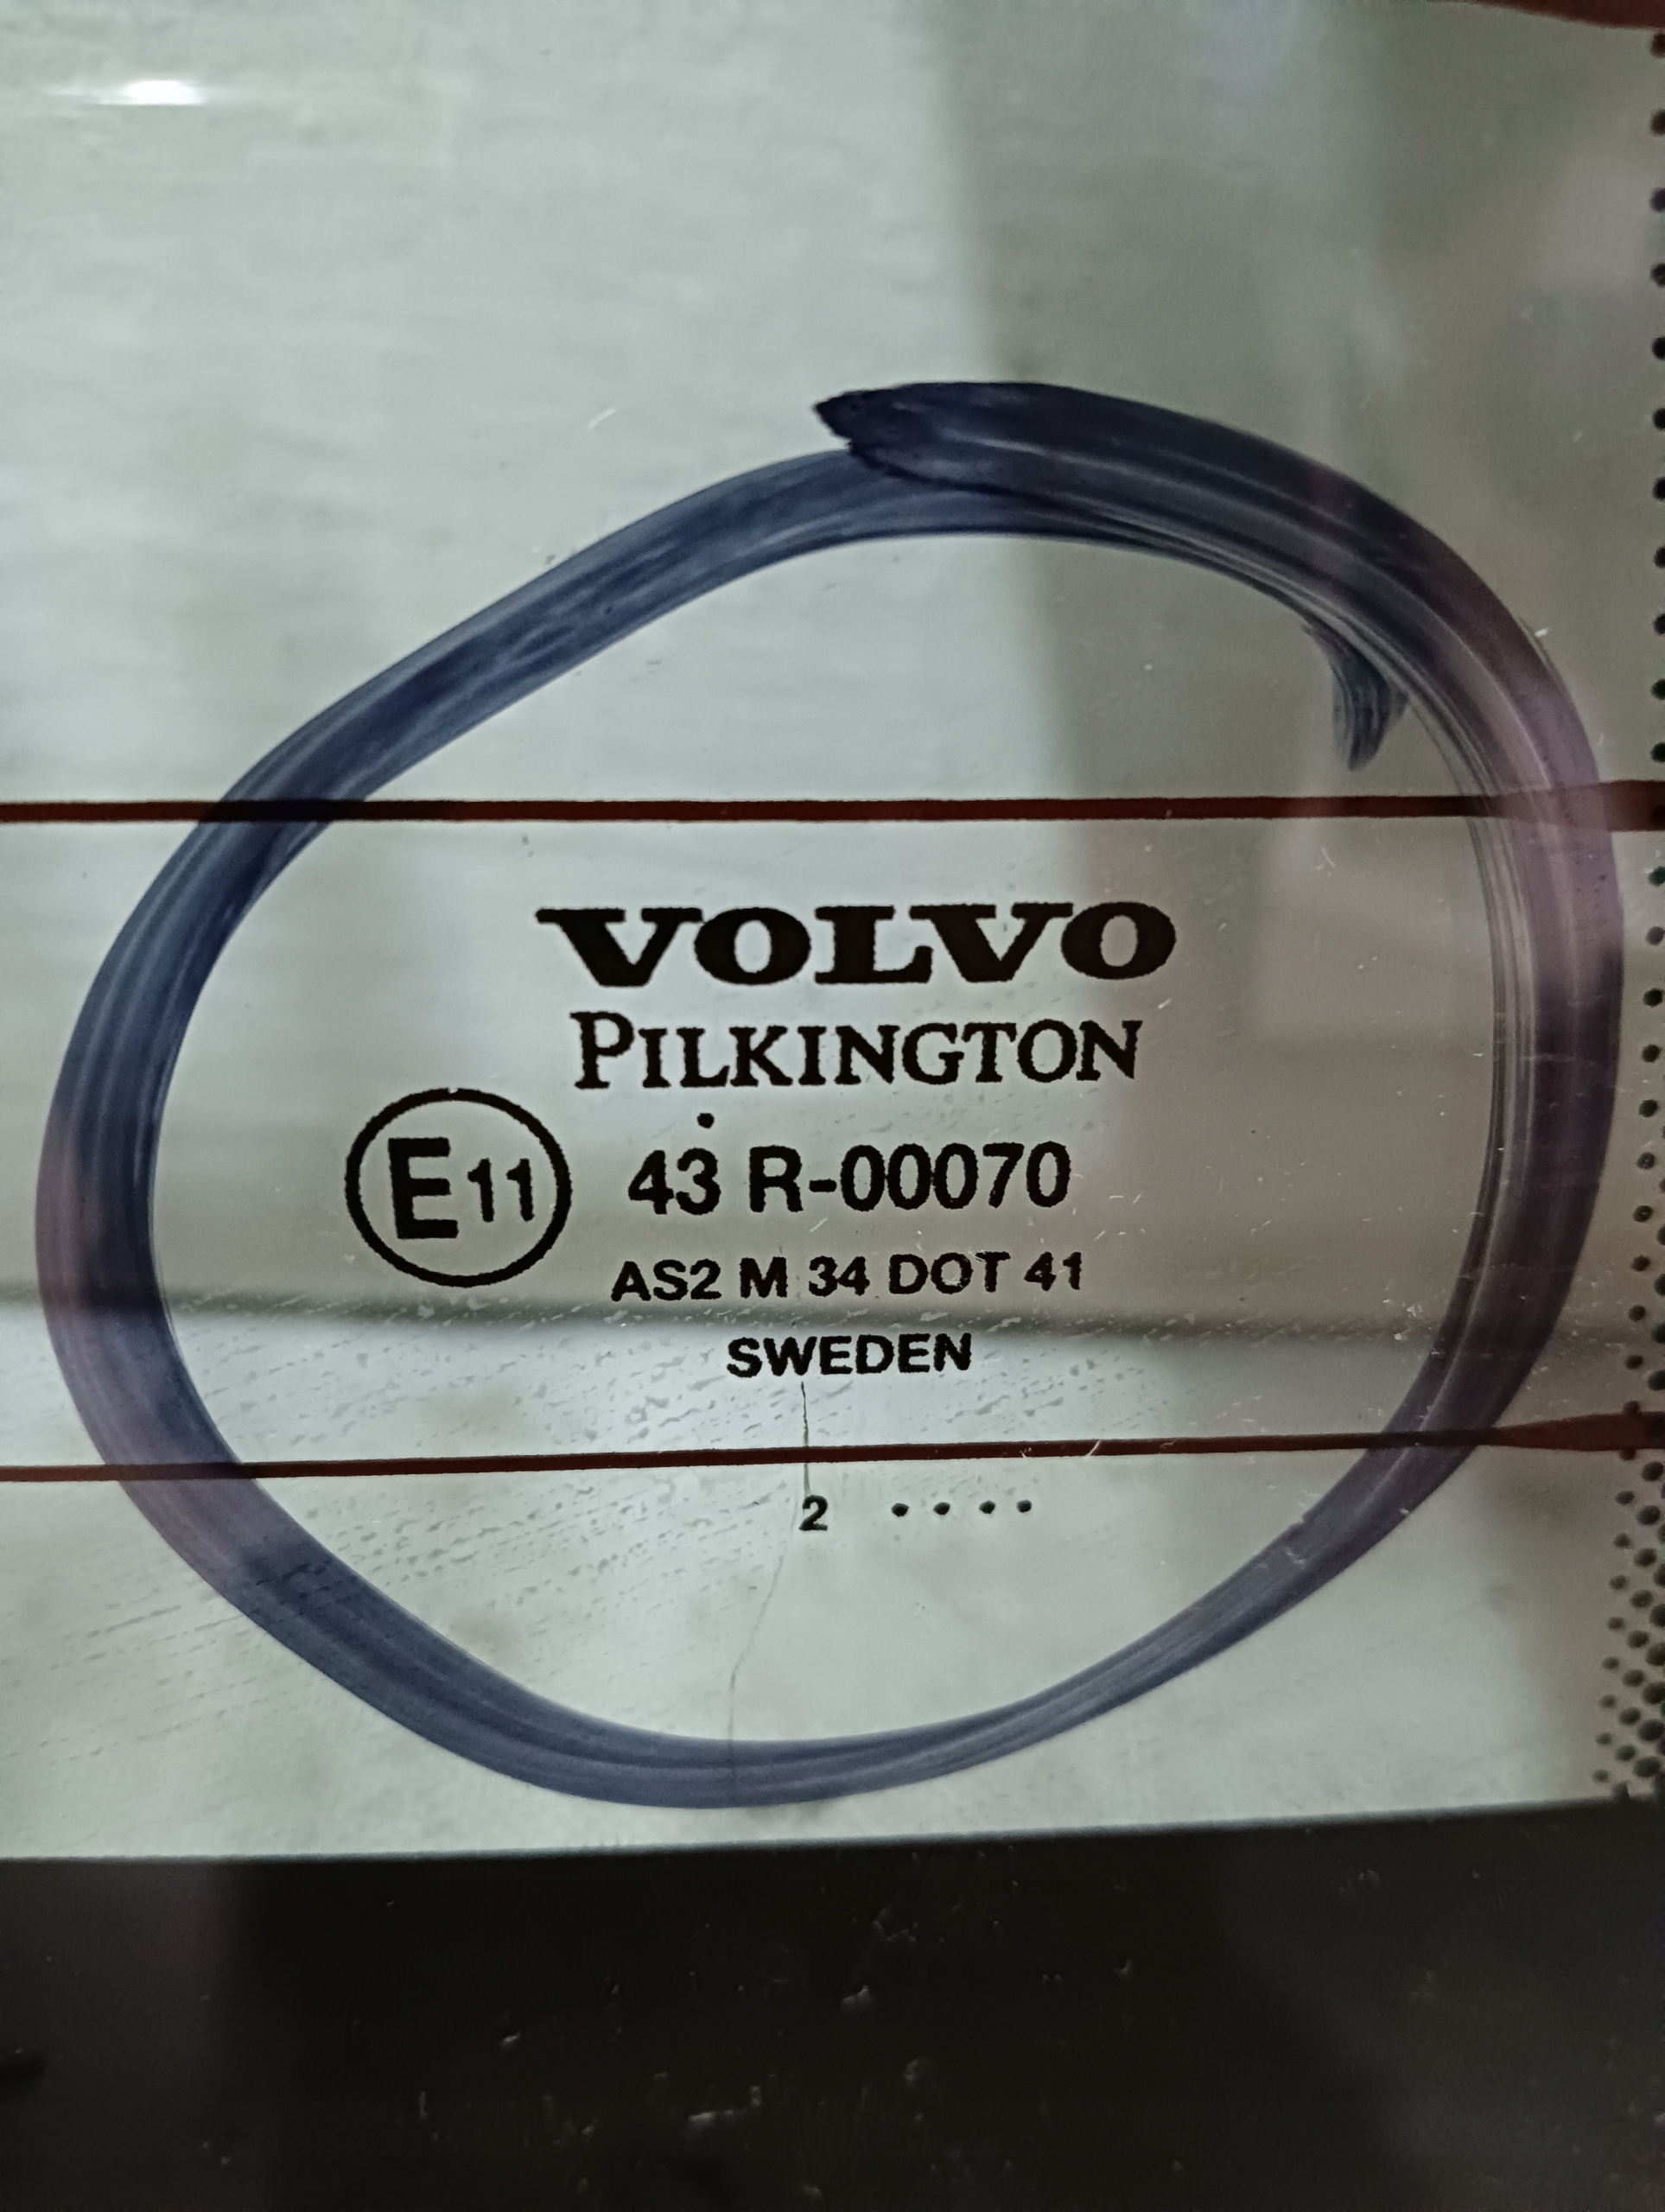 VOLVO
PILKINGTON
E11 43 R-00070
AS2 M 34 DOT 41
SWEDEN
2 ....